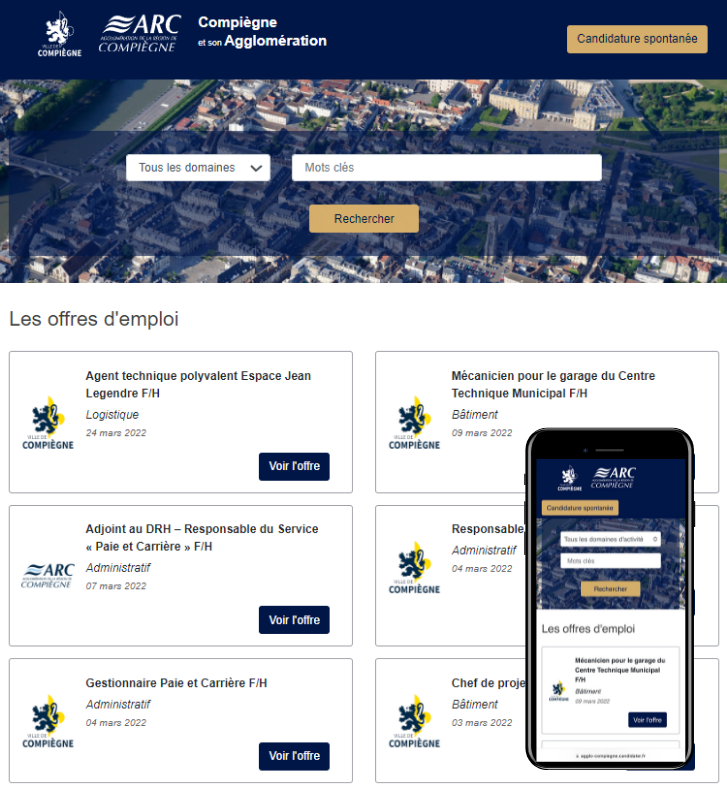 VILLE DE
COMPIÈGNE
ARC
AGGLOMÉRATION DE LA RÉGION DE
COMPIÈGNE
Compiègne
et son Agglomération
Candidature spontanée
Tous les domaines
Mots clés
Rechercher
Les offres d'emploi
VILLE DE
COMPIÈGNE
Agent technique polyvalent Espace Jean
Legendre F/H
Logistique
24 mars 2022
Voir l'offre
VILLE DE
COMPIÈGNE
Mécanicien pour le garage du Centre
Technique Municipal F/H
Bâtiment
09 mars 2022
ARC
AGGLOMÉRATION DE LA RÉGION DE
COMPIÈGNE
Adjoint au DRH – Responsable du Service
« Paie et Carrière » F/H
Administratif
07 mars 2022
Voir l'offre
VILLE DE
COMPIÈGNE
Responsable
Administratif
04 mars 2022
VILLE DE
COMPIÈGNE
Gestionnaire Paie et Carrière F/H
Administratif
04 mars 2022
Voir l'offre
VILLE DE
COMPIÈGNE
Chef de proje
Bâtiment
03 mars 2022
COMPIÈGNE
ARC
COMPIÈGNE
Candidature spontanée
Tous les domaines d'activité
Mots clés
Rechercher
Les offres d'emploi
COMPIÈGNE
Mécanicien pour le garage du
Centre Technique Municipal
F/H
Bâtiment
09 mars 2022
Voir l'offre
agglo-compiegne.candidater.fr